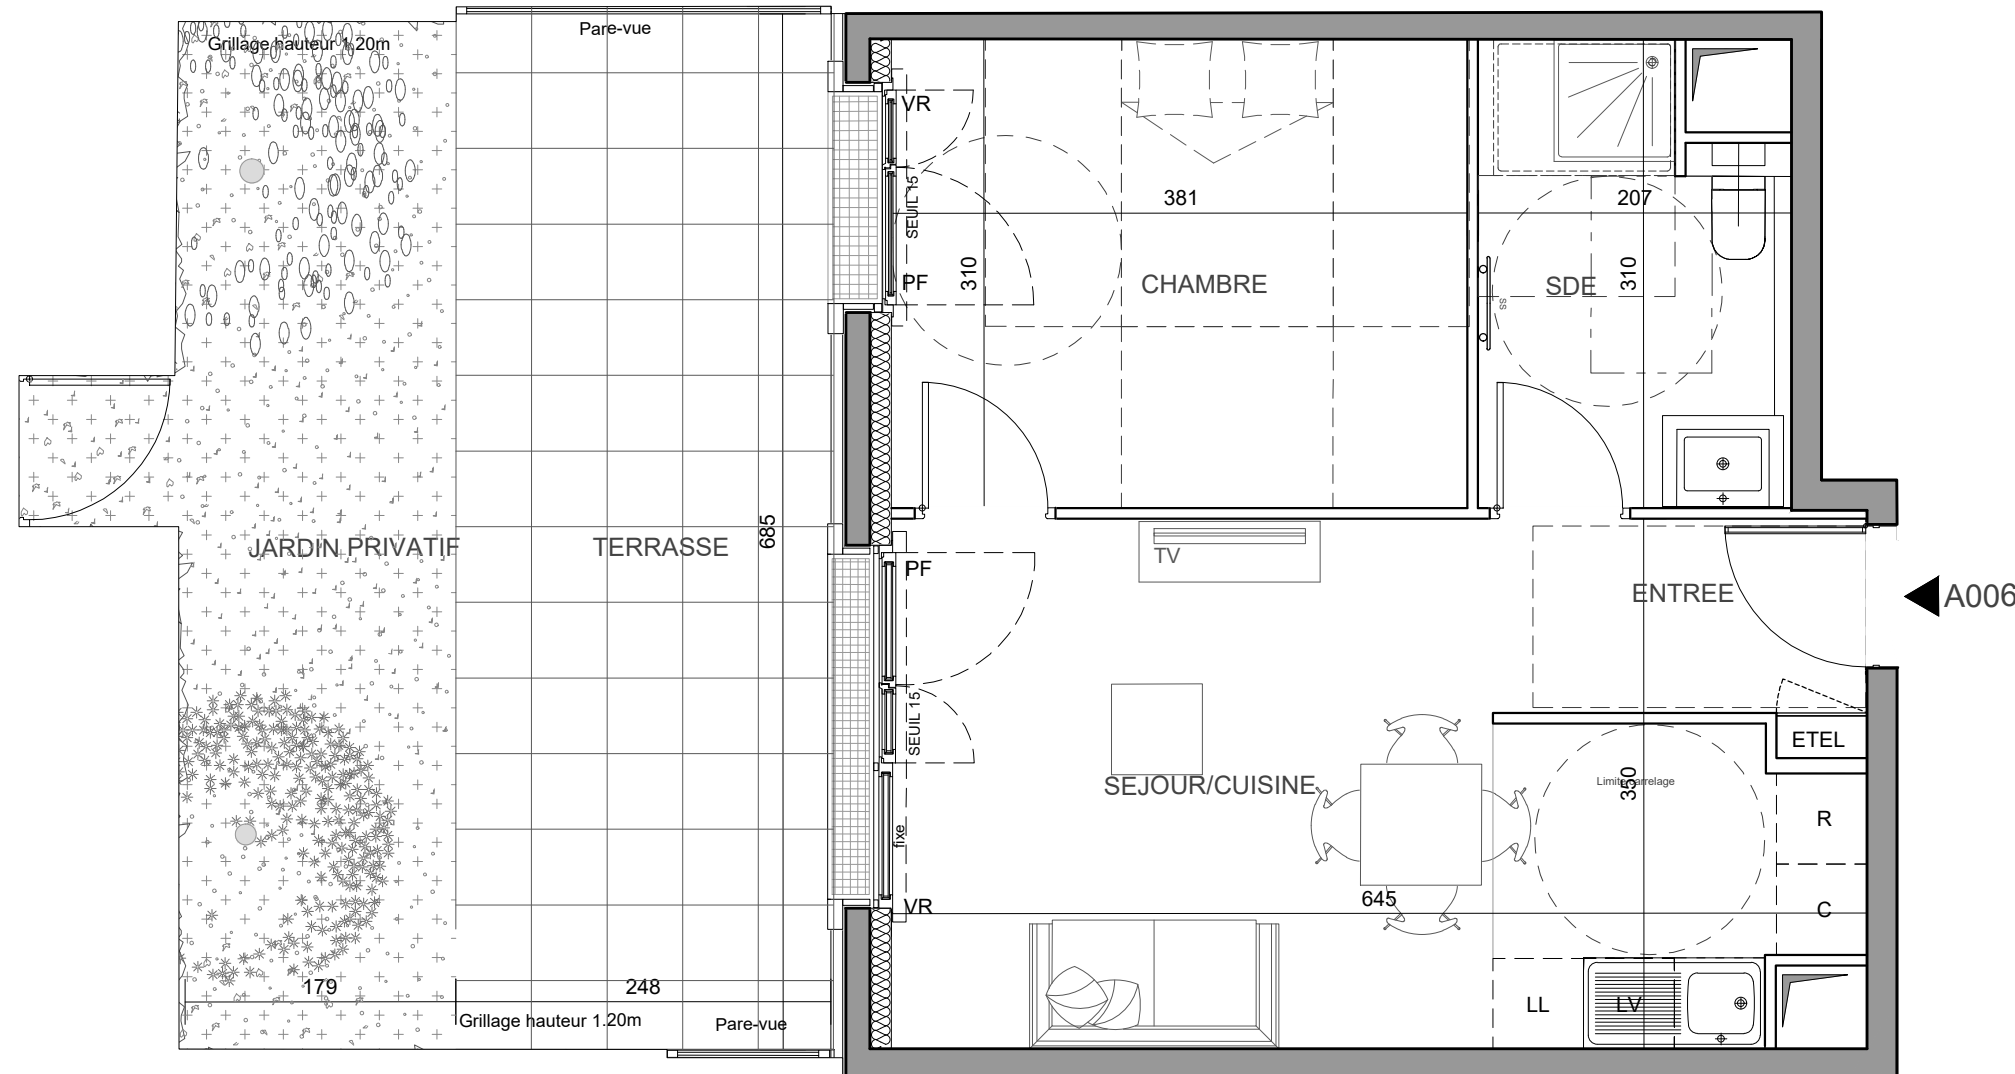 Grillage hauteur 1.20m
Pare-vue
VR
SEUIL 15
PF
381
310
CHAMBRE
207
SDE
310
SS
JARDIN PRIVATIF
TERRASSE
685
TV
PF
ENTREE
A006
SEUIL 15
ETEL
SEJOUR/CUISINE
Limite carrelage
350
R
fixe
VR
645
C
179
248
LL
LV
Grillage hauteur 1.20m
Pare-vue